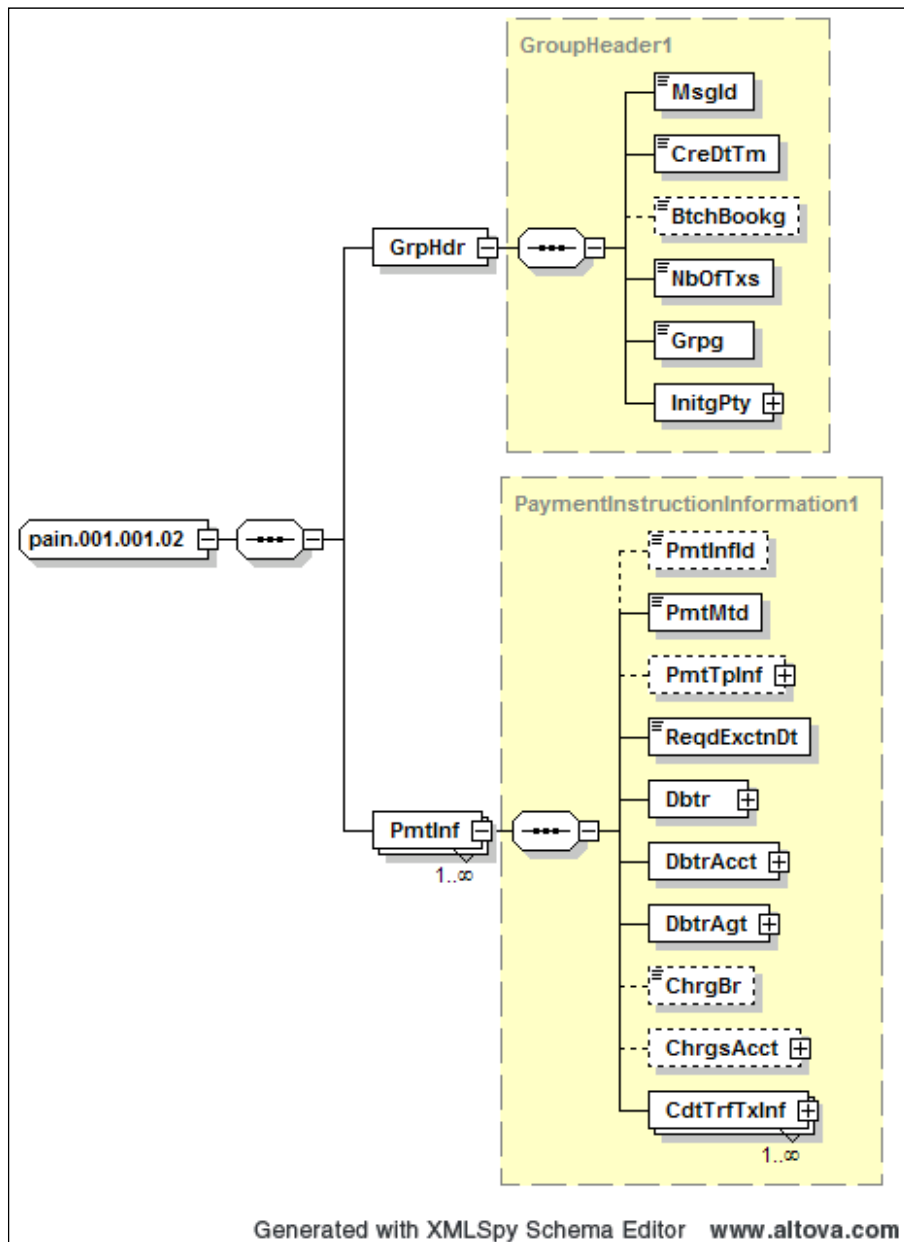 GroupHeader1
MsgId
CreDtTm
BtchBookg
GrpHdr
NbOfTxs
Grpg
InitgPty
pain.001.001.02
PaymentInstructionInformation1
PmtInfId
PmtMtd
PmtTpInf
ReqdExctnDt
Dbtr
PmtInf
1..∞
DbtrAcct
DbtrAgt
ChrgBr
ChrgsAcct
CdtTrfTxInf
1..∞
Generated with XMLSpy Schema Editor www.altova.com